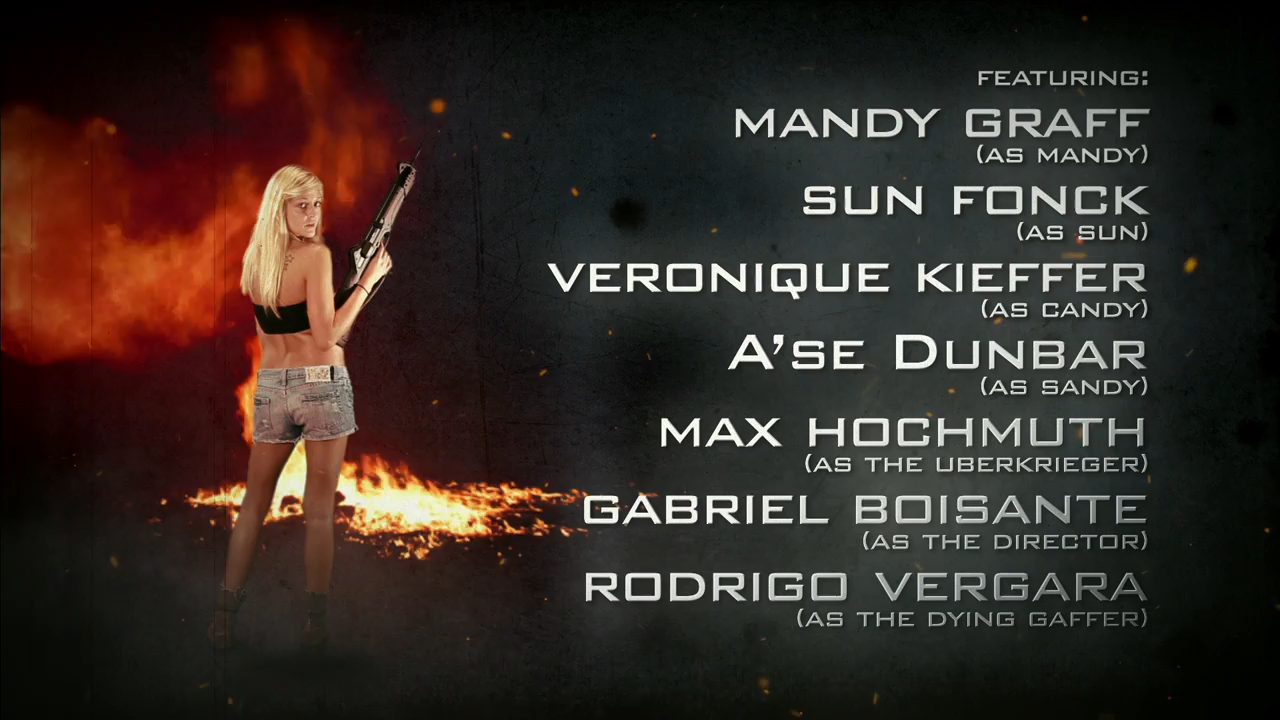 FEATURING:
MANDY GRAFF
(AS MANDY)
SUN FONCK
(AS SUN)
VERONIQUE KIEFFER
(AS CANDY)
A'SE DUNBAR
(AS SANDY)
MAX HOCHMUTH
(AS THE UBERKRIEGER)
GABRIEL BOISANTE
(AS THE DIRECTOR)
RODRIGO VERGARA
(AS THE DYING GAFFER)